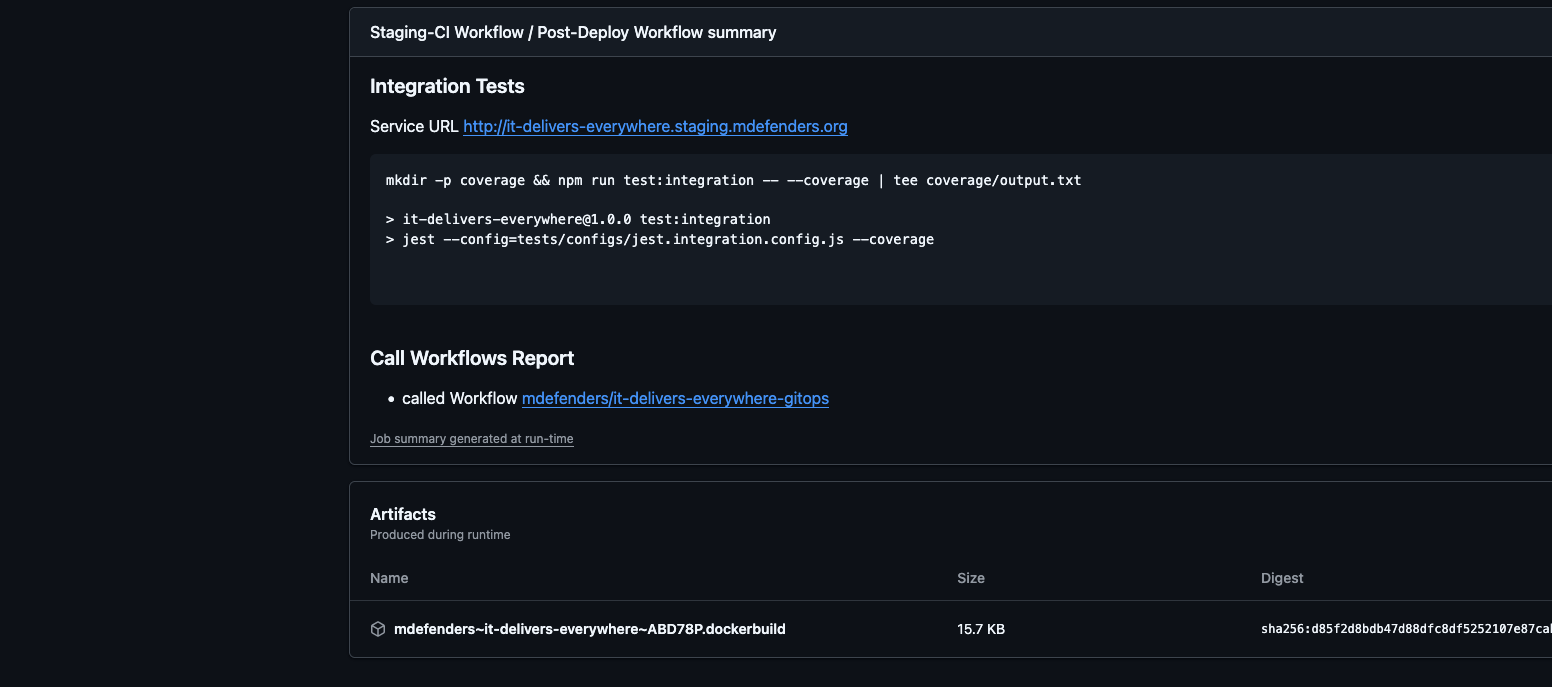 Staging-CI Workflow / Post-Deploy Workflow summary
Integration Tests
Service URL http://it-delivers-everywhere.staging.mdefenders.org
mkdir -p coverage && npm run test:integration -- --coverage | tee coverage/output.txt
> it-delivers-everywhere@1.0.0 test:integration
> jest --config=tests/configs/jest.integration.config.js --coverage
Call Workflows Report
• called Workflow mdefenders/it-delivers-everywhere-gitops
Job summary generated at run-time
Artifacts
Produced during runtime
Name Size Digest
mdefenders~it-delivers-everywhere~ABD78P.dockerbuild 15.7 KB sha256:d85f2d8bdb47d88dfc8df5252107e87ca